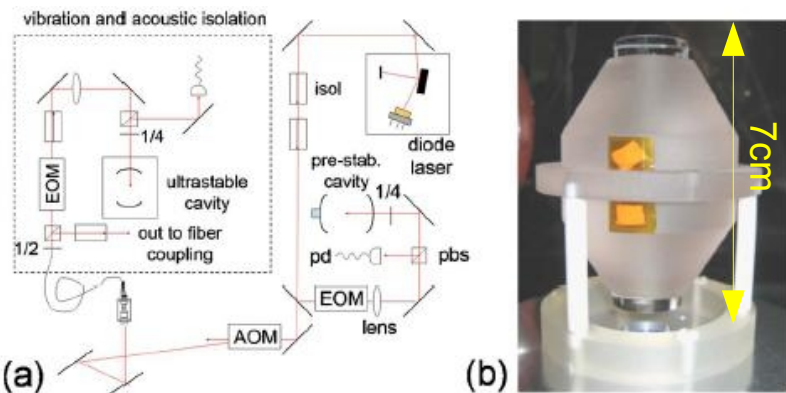 vibration and acoustic isolation
1/4
EOM
ultrastable
cavity
1/2
out to fiber
coupling
isol
diode
laser
pre-stab.
cavity
1/4
pd
pbs
EOM
lens
AOM
(a)
(b)
7cm